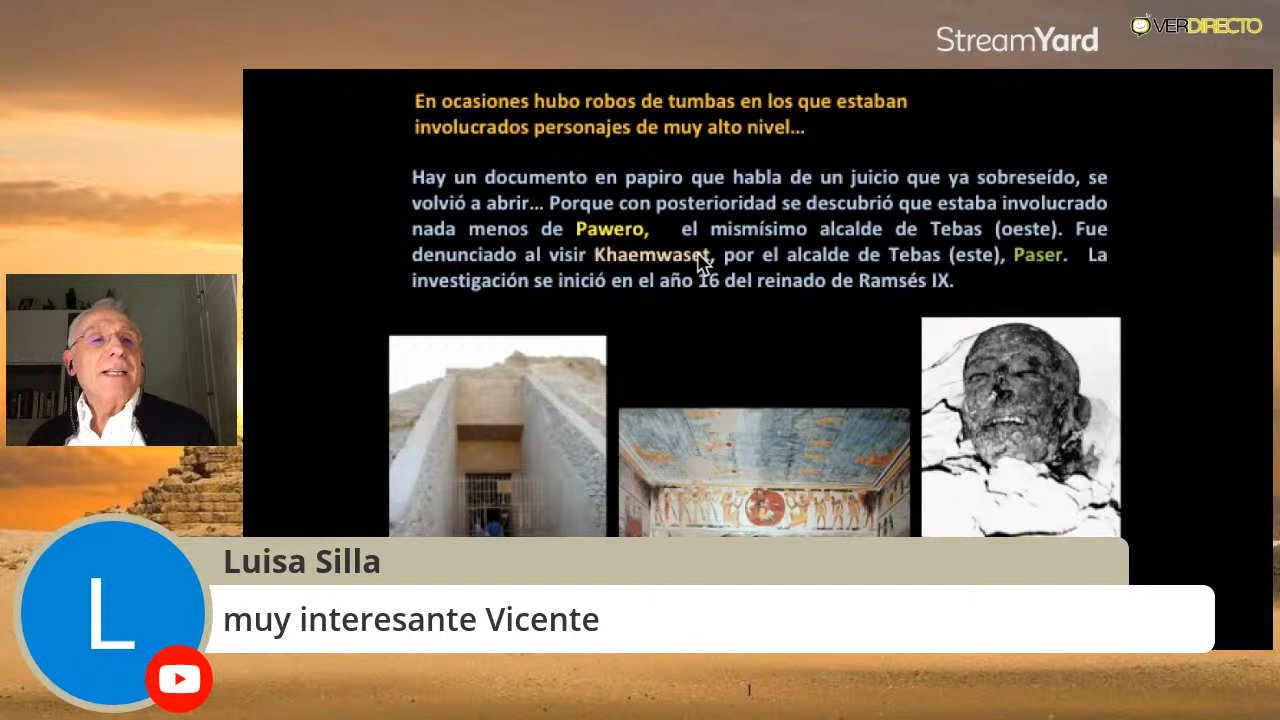 StreamYard
VERDIRECTO
En ocasiones hubo robos de tumbas en los que estaban
involucrados personajes de muy alto nivel...
Hay un documento en papiro que habla de un juicio que ya sobreseído, se
volvió a abrir... Porque con posterioridad se descubrió que estaba involucrado
nada menos de Pawero, el mismísimo alcalde de Tebas (oeste). Fue
denunciado al visir Khaemwaset, por el alcalde de Tebas (este), Paser. La
investigación se inició en el año 16 del reinado de Ramsés IX.
L
Luisa Silla
muy interesante Vicente